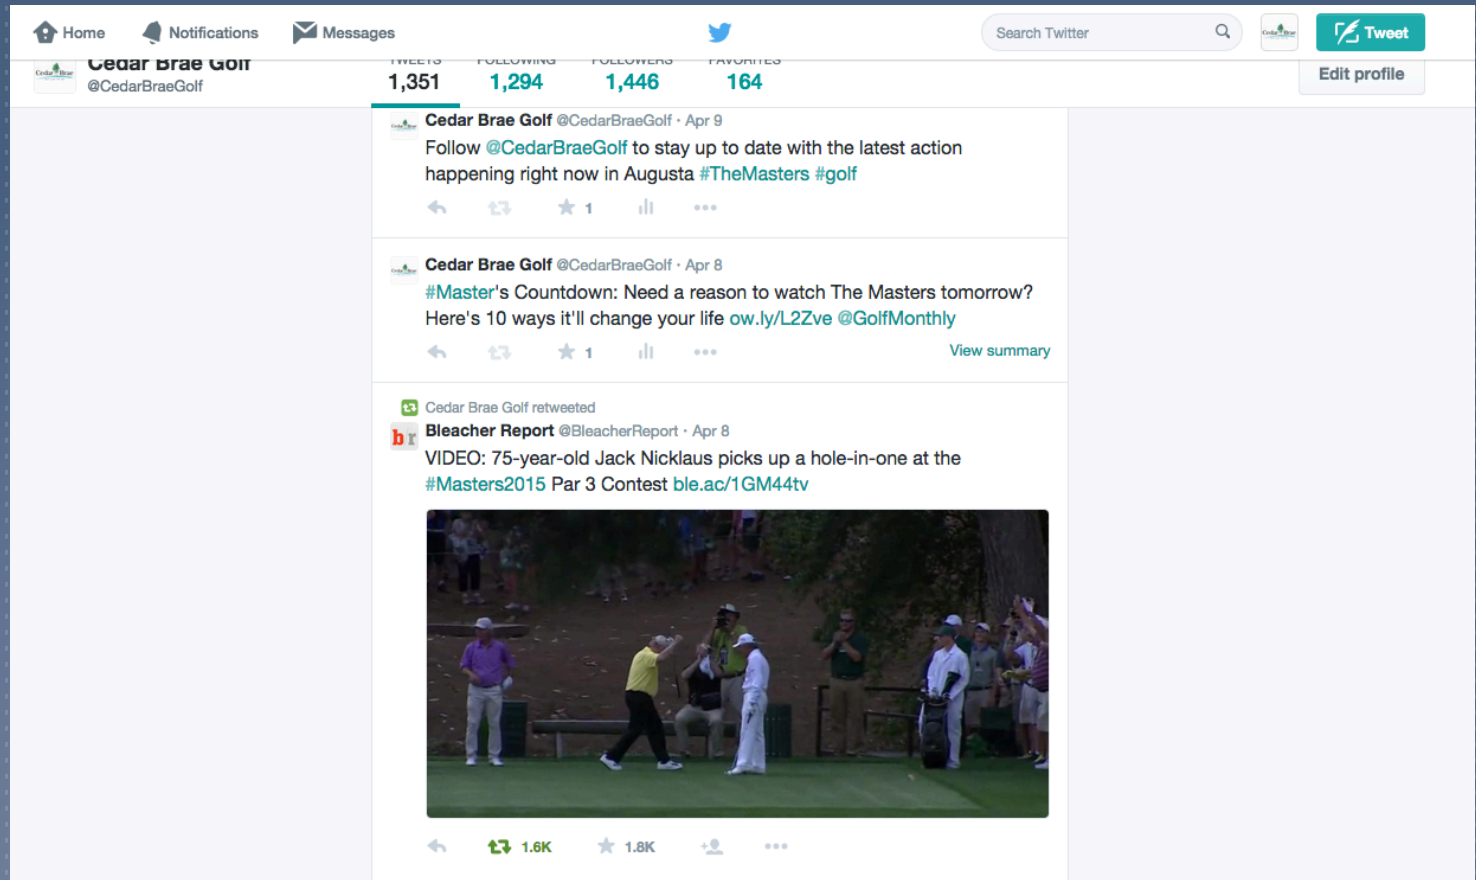 Home Notifications Messages Search Twitter Tweet
Cedar Brae Golf TWEETS FOLLOWING FOLLOWERS FAVORITES
@CedarBraeGolf 1,351 1,294 1,446 164 Edit profile
Cedar Brae Golf @CedarBraeGolf · Apr 9
Follow @CedarBraeGolf to stay up to date with the latest action
happening right now in Augusta #TheMasters #golf
1
Cedar Brae Golf @CedarBraeGolf · Apr 8
#Master's Countdown: Need a reason to watch The Masters tomorrow?
Here's 10 ways it'll change your life ow.ly/L2Zve @GolfMonthly
1 View summary
Cedar Brae Golf retweeted
br Bleacher Report @BleacherReport · Apr 8
VIDEO: 75-year-old Jack Nicklaus picks up a hole-in-one at the
#Masters2015 Par 3 Contest ble.ac/1GM44tv
1.6K 1.8K